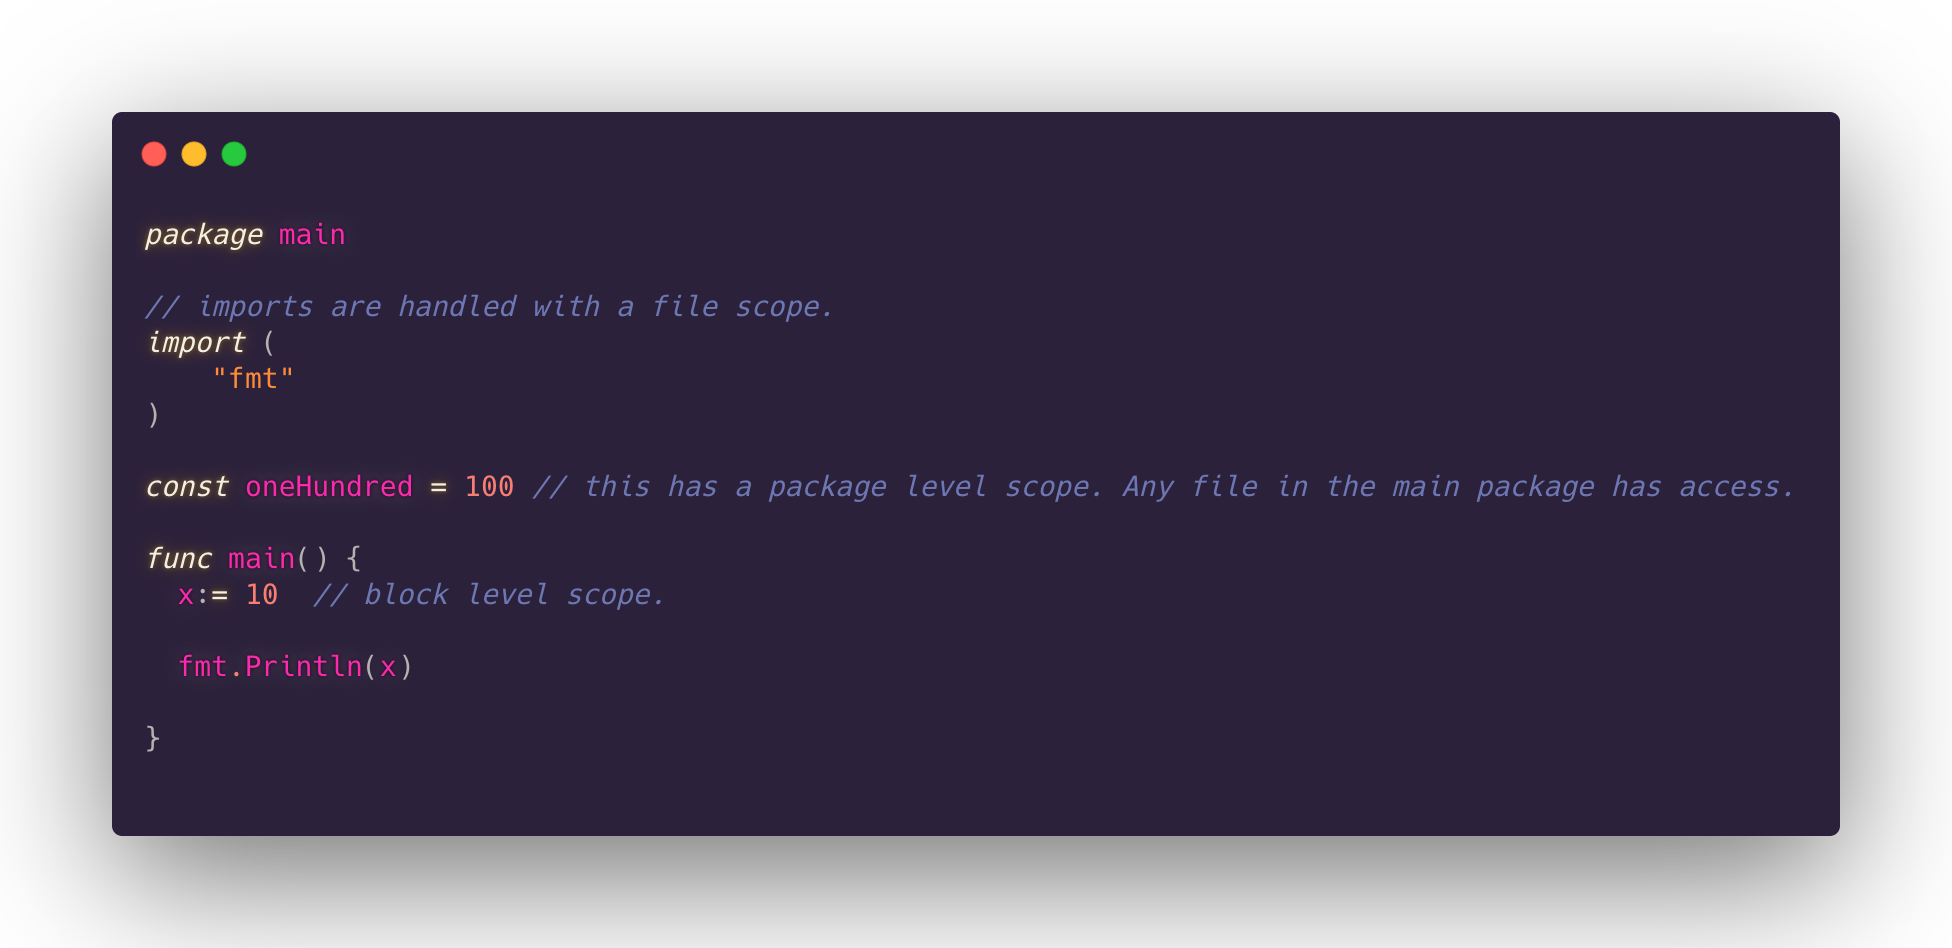 package main
// imports are handled with a file scope.
import (
    "fmt"
)
const oneHundred = 100 // this has a package level scope. Any file in the main package has access.
func main() {
  x:= 10  // block level scope.
  fmt.Println(x)
}